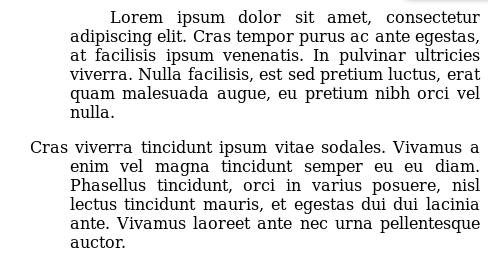 Lorem ipsum dolor sit amet, consectetur
adipiscing elit. Cras tempor purus ac ante egestas,
at facilisis ipsum venenatis. In pulvinar ultricies
viverra. Nulla facilisis, est sed pretium luctus, erat
quam malesuada augue, eu pretium nibh orci vel
nulla.
Cras viverra tincidunt ipsum vitae sodales. Vivamus a
enim vel magna tincidunt semper eu eu diam.
Phasellus tincidunt, orci in varius posuere, nisl
lectus tincidunt mauris, et egestas dui dui lacinia
ante. Vivamus laoreet ante nec urna pellentesque
auctor.